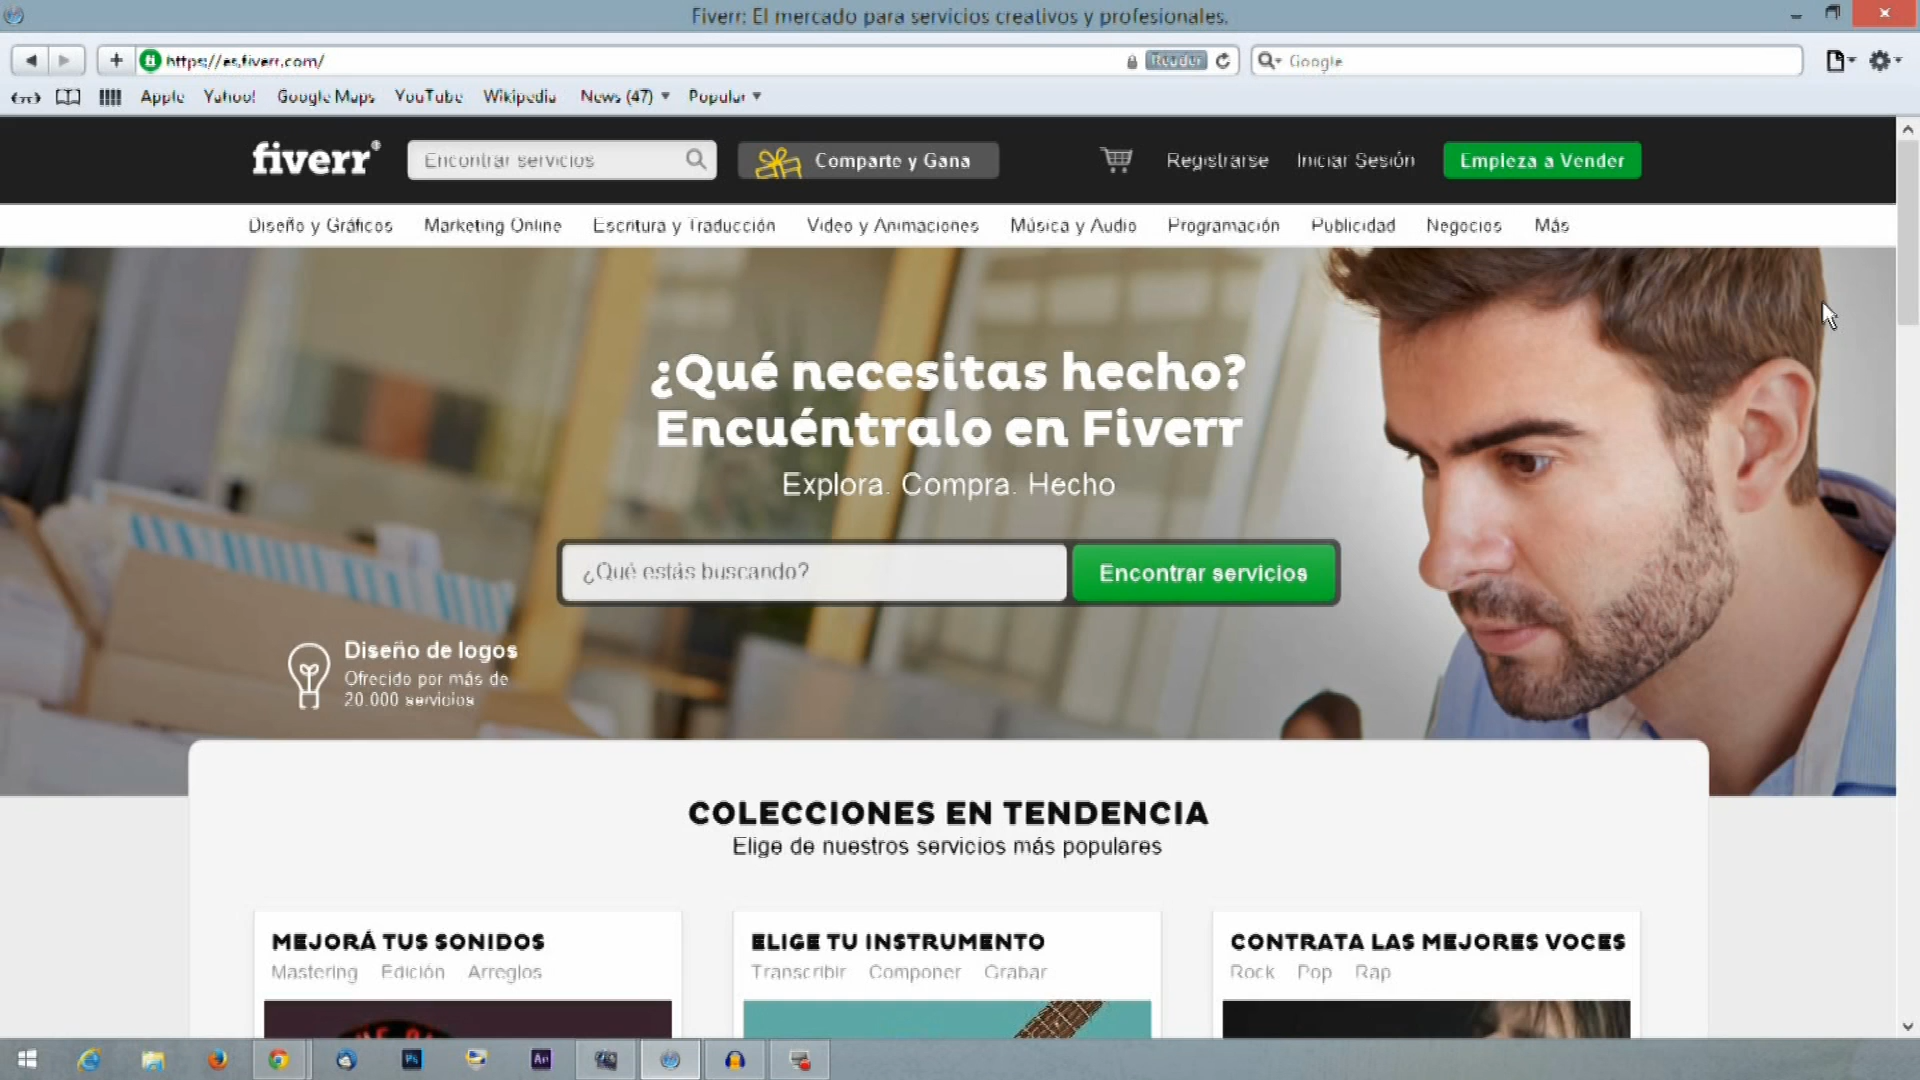 Fiverr: El mercado para servicios creativos y profesionales.
https://es.fiverr.com/
Reader
Google
Apple Yahoo! Google Maps YouTube Wikipedia News (47) Popular
fiverr®
Encontrar servicios
Comparte y Gana
Registrarse
Iniciar Sesión
Empieza a Vender
Diseño y Gráficos Marketing Online Escritura y Traducción Video y Animaciones Música y Audio Programación Publicidad Negocios Más
¿Qué necesitas hecho?
Encuéntralo en Fiverr
Explora. Compra. Hecho
¿Qué estás buscando?
Encontrar servicios
Diseño de logos
Ofrecido por más de
20.000 servicios
COLECCIONES EN TENDENCIA
Elige de nuestros servicios más populares
MEJORÁ TUS SONIDOS
Mastering Edición Arreglos
ELIGE TU INSTRUMENTO
Transcribir Componer Grabar
CONTRATA LAS MEJORES VOCES
Rock Pop Rap
Ps